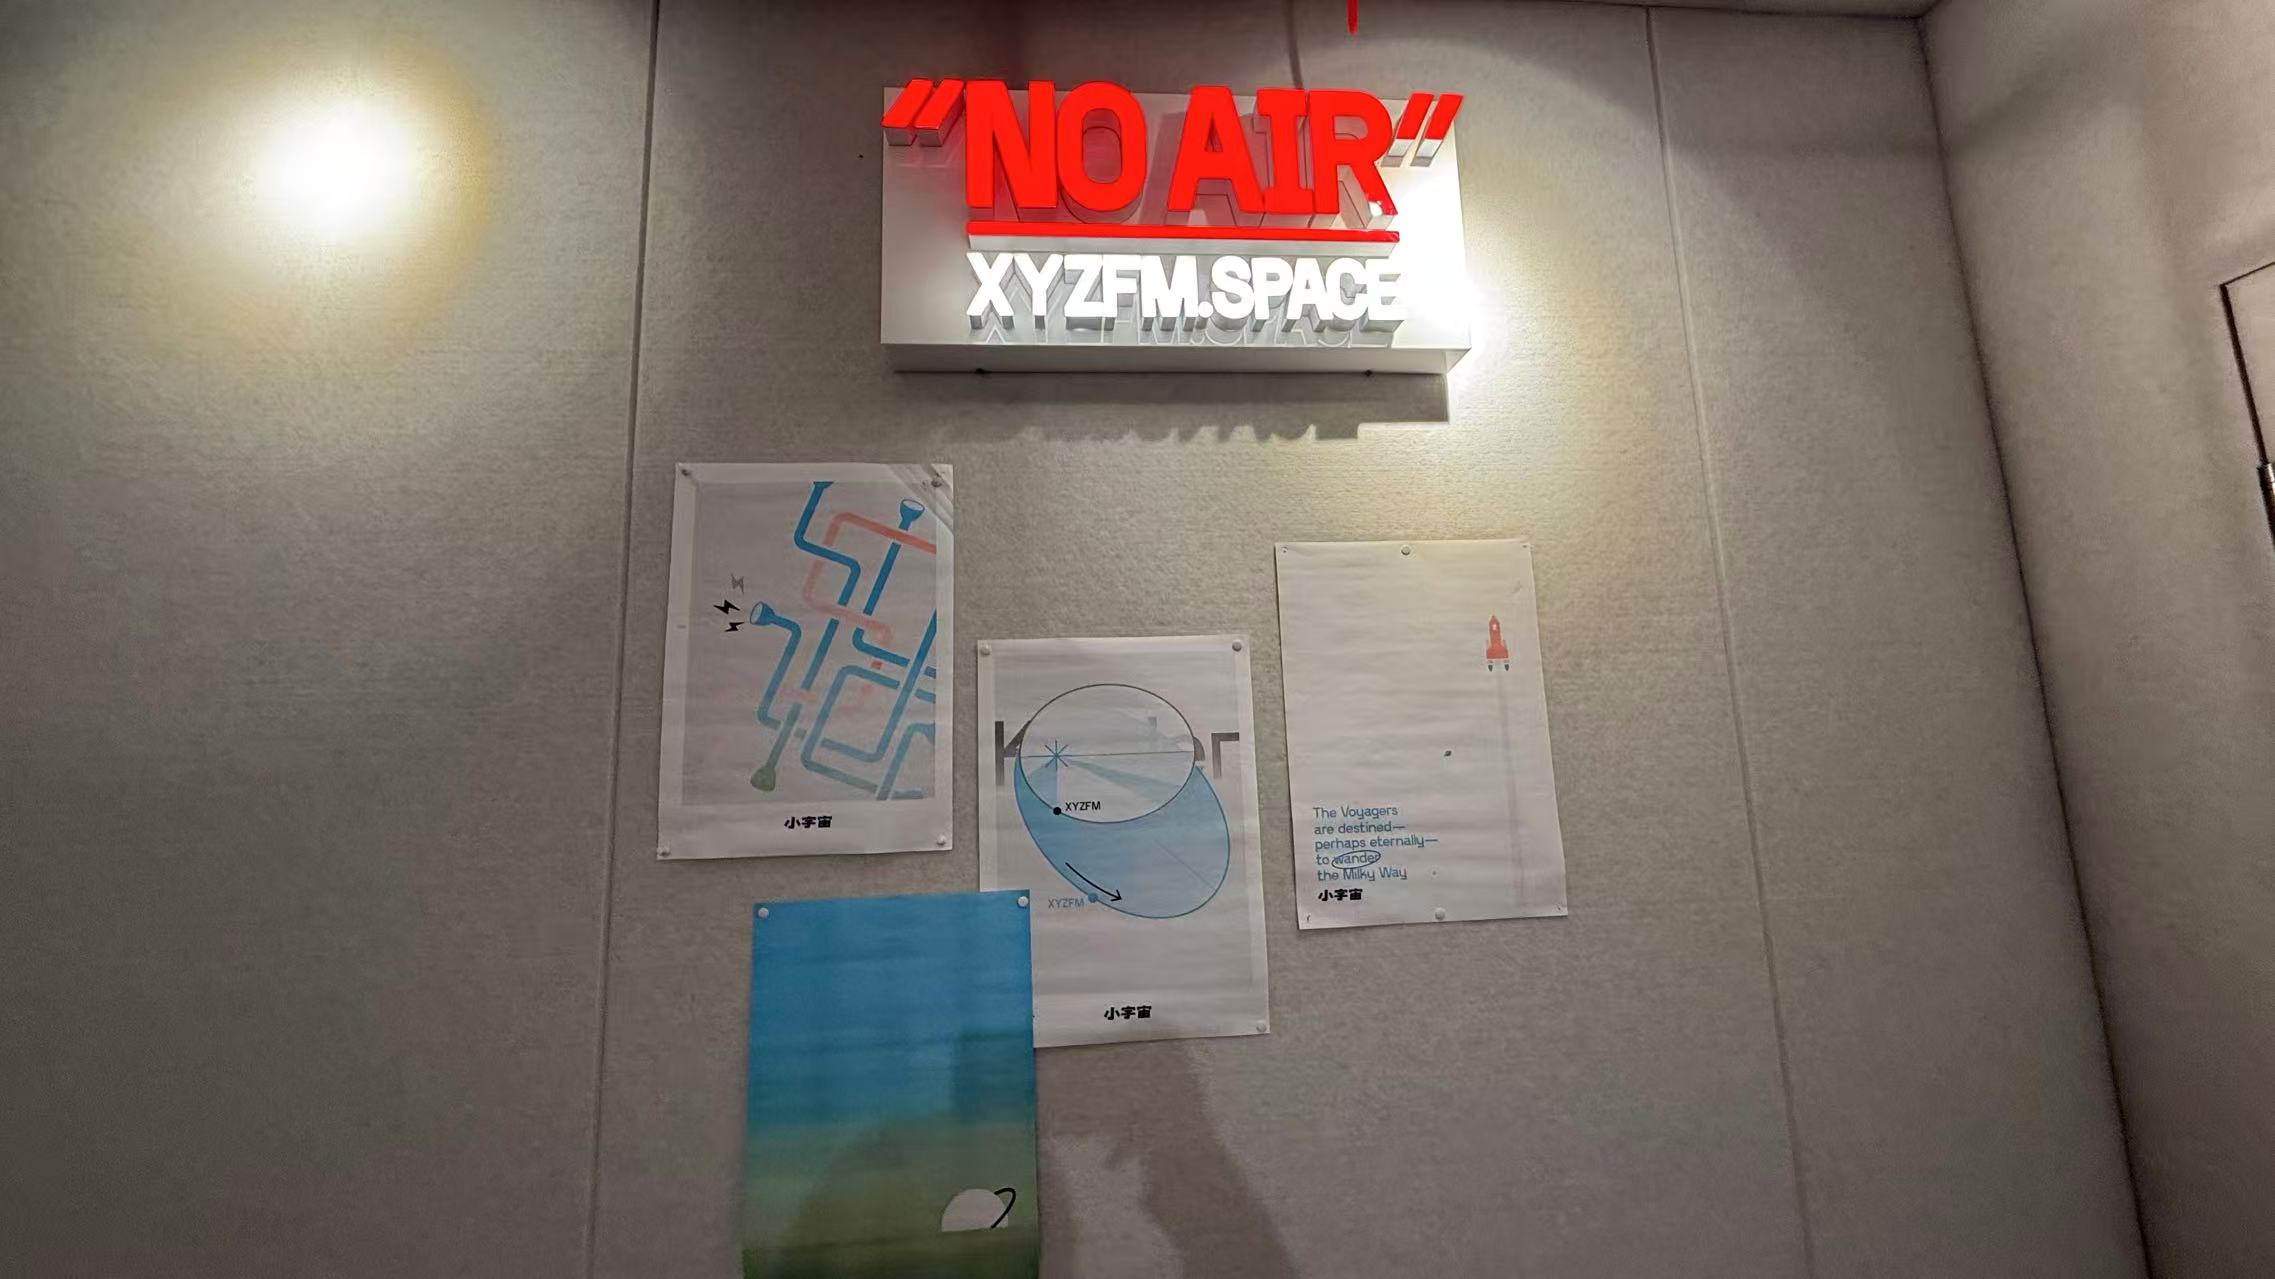 "NO AIR"
XYZFM.SPACE
小宇宙
XYZFM
XYZFM
小宇宙
The Voyagers
are destined—
perhaps eternally—
to wander
the Milky Way
小宇宙